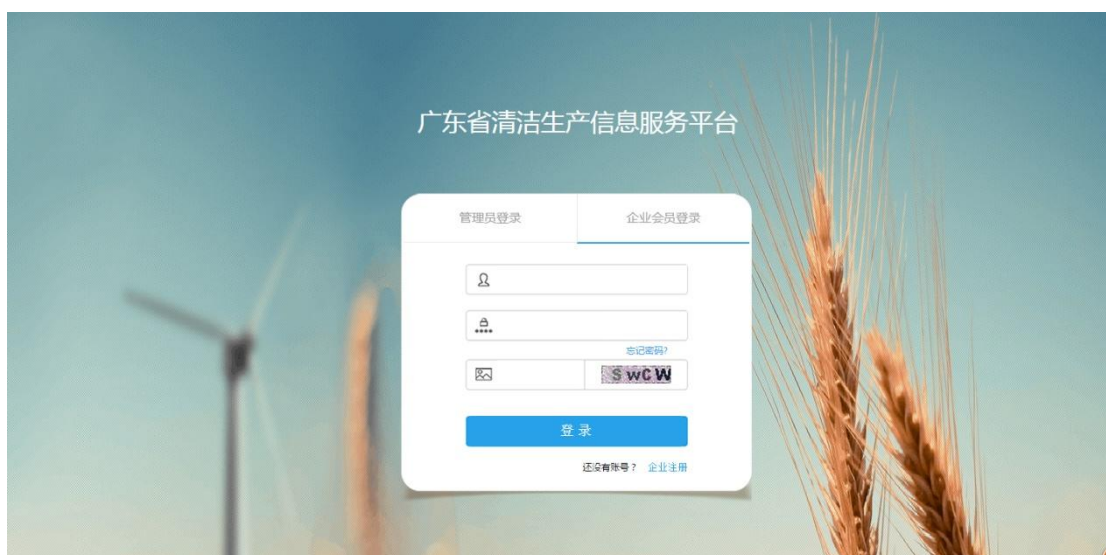 广东省清洁生产信息服务平台
管理员登录 企业会员登录
忘记密码?
S w C W
登 录
还没有账号？ 企业注册